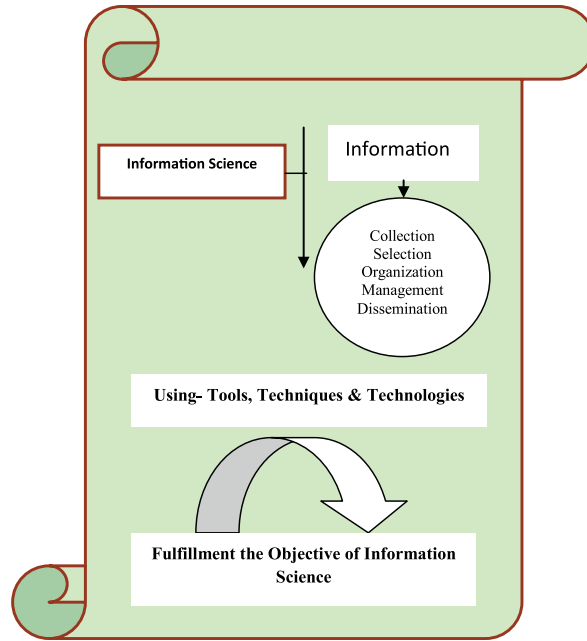 Information Science
Information
Collection
Selection
Organization
Management
Dissemination
Using- Tools, Techniques & Technologies
Fulfillment the Objective of Information
Science